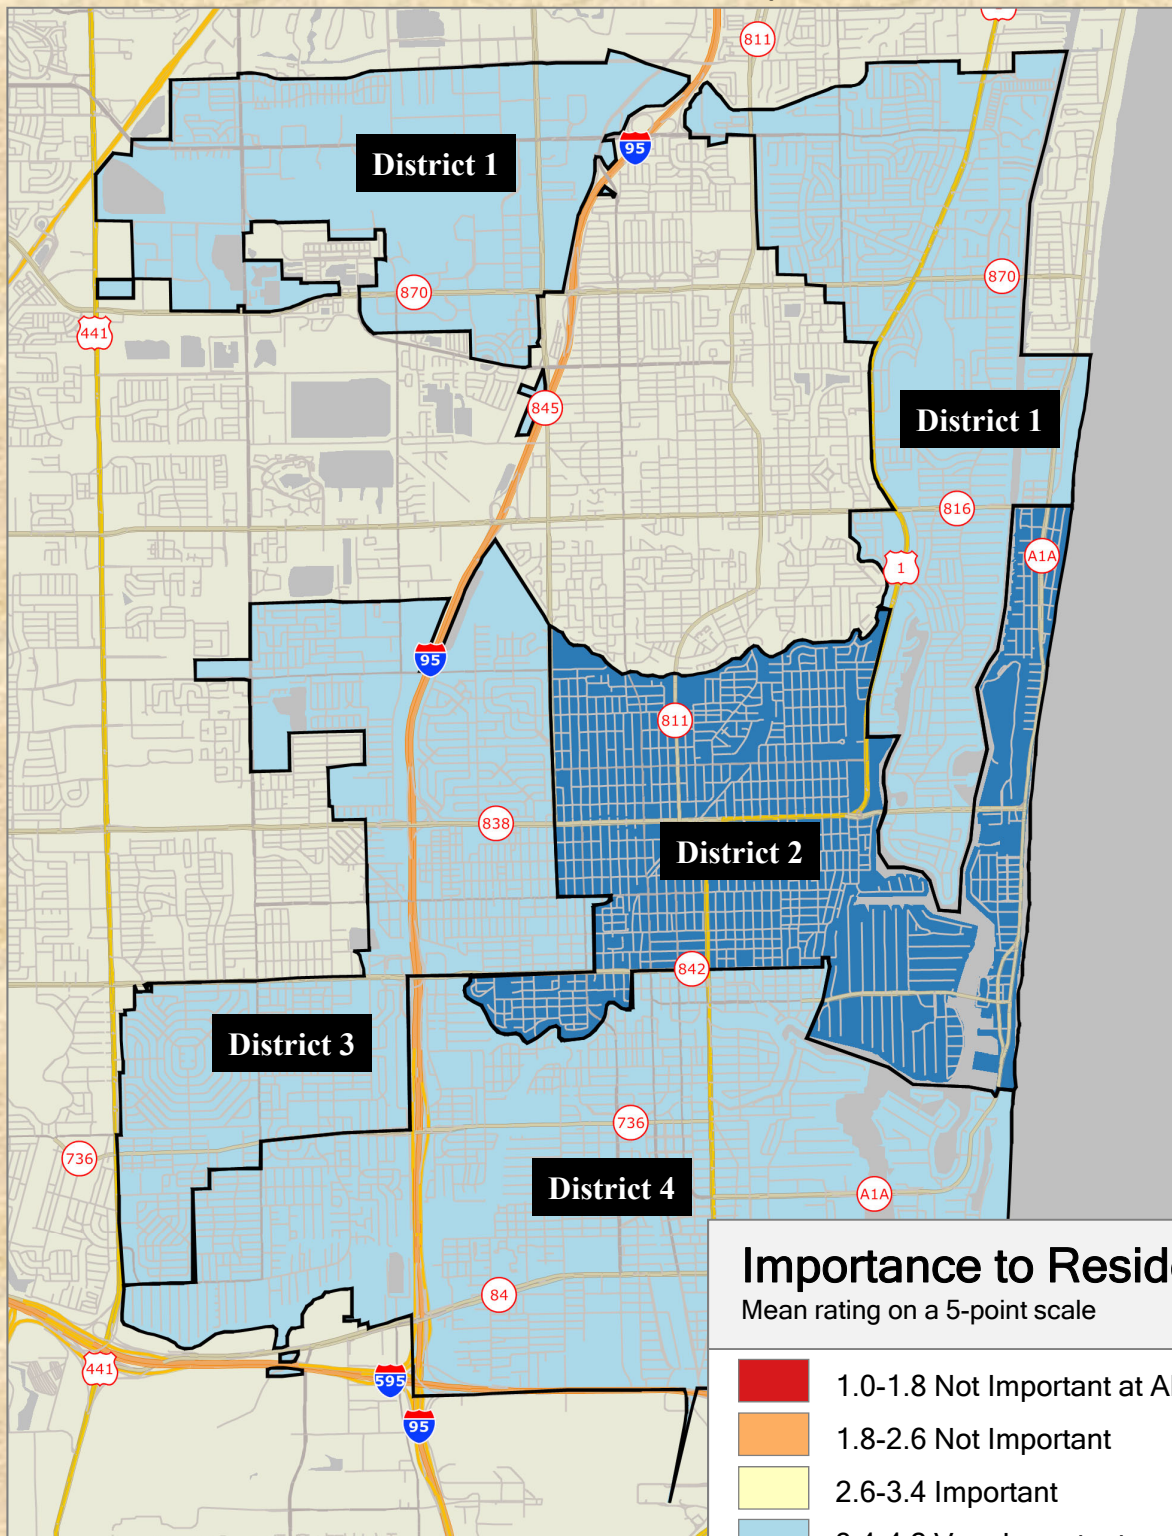 811
95
District 1
870
870
441
845
District 1
816
A1A
1
95
811
838
District 2
842
District 3
736
736
District 4
A1A
84
441
595
95
Importance to Resid
Mean rating on a 5-point scale
1.0-1.8 Not Important at
1.8-2.6 Not Important
2.6-3.4 Important